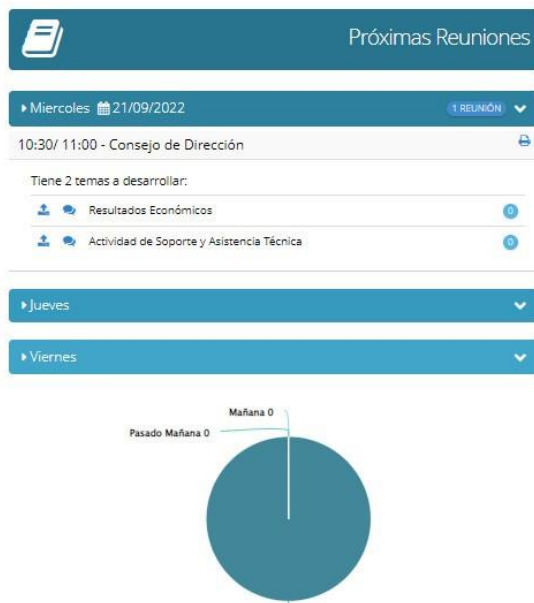 Próximas Reuniones
Miercoles 21/09/2022 1 REUNIÓN
10:30/ 11:00 - Consejo de Dirección
Tiene 2 temas a desarrollar:
Resultados Económicos 0
Actividad de Soporte y Asistencia Técnica 0
Jueves
Viernes
Mañana 0
Pasado Mañana 0